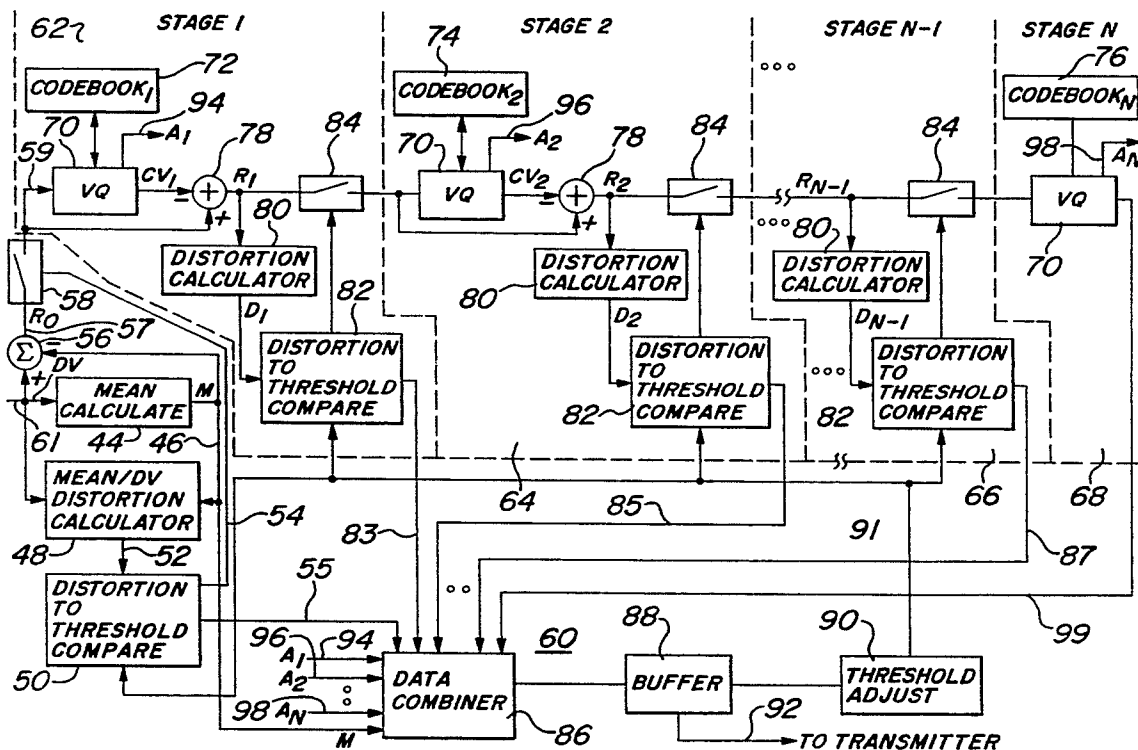 62 STAGE 1 STAGE 2 STAGE N-1 STAGE N
72 74 76
CODEBOOK1 CODEBOOK2 CODEBOOKN
94 A1 96 A2 98 AN
59 70 VQ CV1 - + 78 R1 84
70 VQ CV2 - + 78 R2 84
RN-1 84 VQ 70
+ +
80 DISTORTION CALCULATOR
80 DISTORTION CALCULATOR
80 DISTORTION CALCULATOR
58 R0 57 56 Σ - +
D1 82 D2 DN-1
DISTORTION TO THRESHOLD COMPARE
82 DISTORTION TO THRESHOLD COMPARE
82 DISTORTION TO THRESHOLD COMPARE
DV MEAN CALCULATE M
61 44 46
MEAN/DV DISTORTION CALCULATOR
48 52 54
64 66 68
83 85 91 87
DISTORTION TO THRESHOLD COMPARE
50 55
60 99
96 A1 94
A2
98 AN
M
DATA COMBINER
86
88 BUFFER
90 THRESHOLD ADJUST
92 TO TRANSMITTER